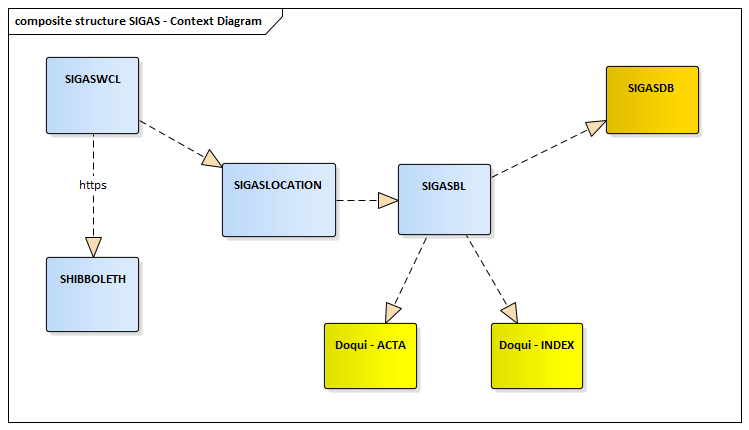 composite structure SIGAS - Context Diagram
SIGASWCL
SIGASDB
SIGASLOCATION
SIGASBL
https
SHIBBOLETH
Doqui - ACTA
Doqui - INDEX